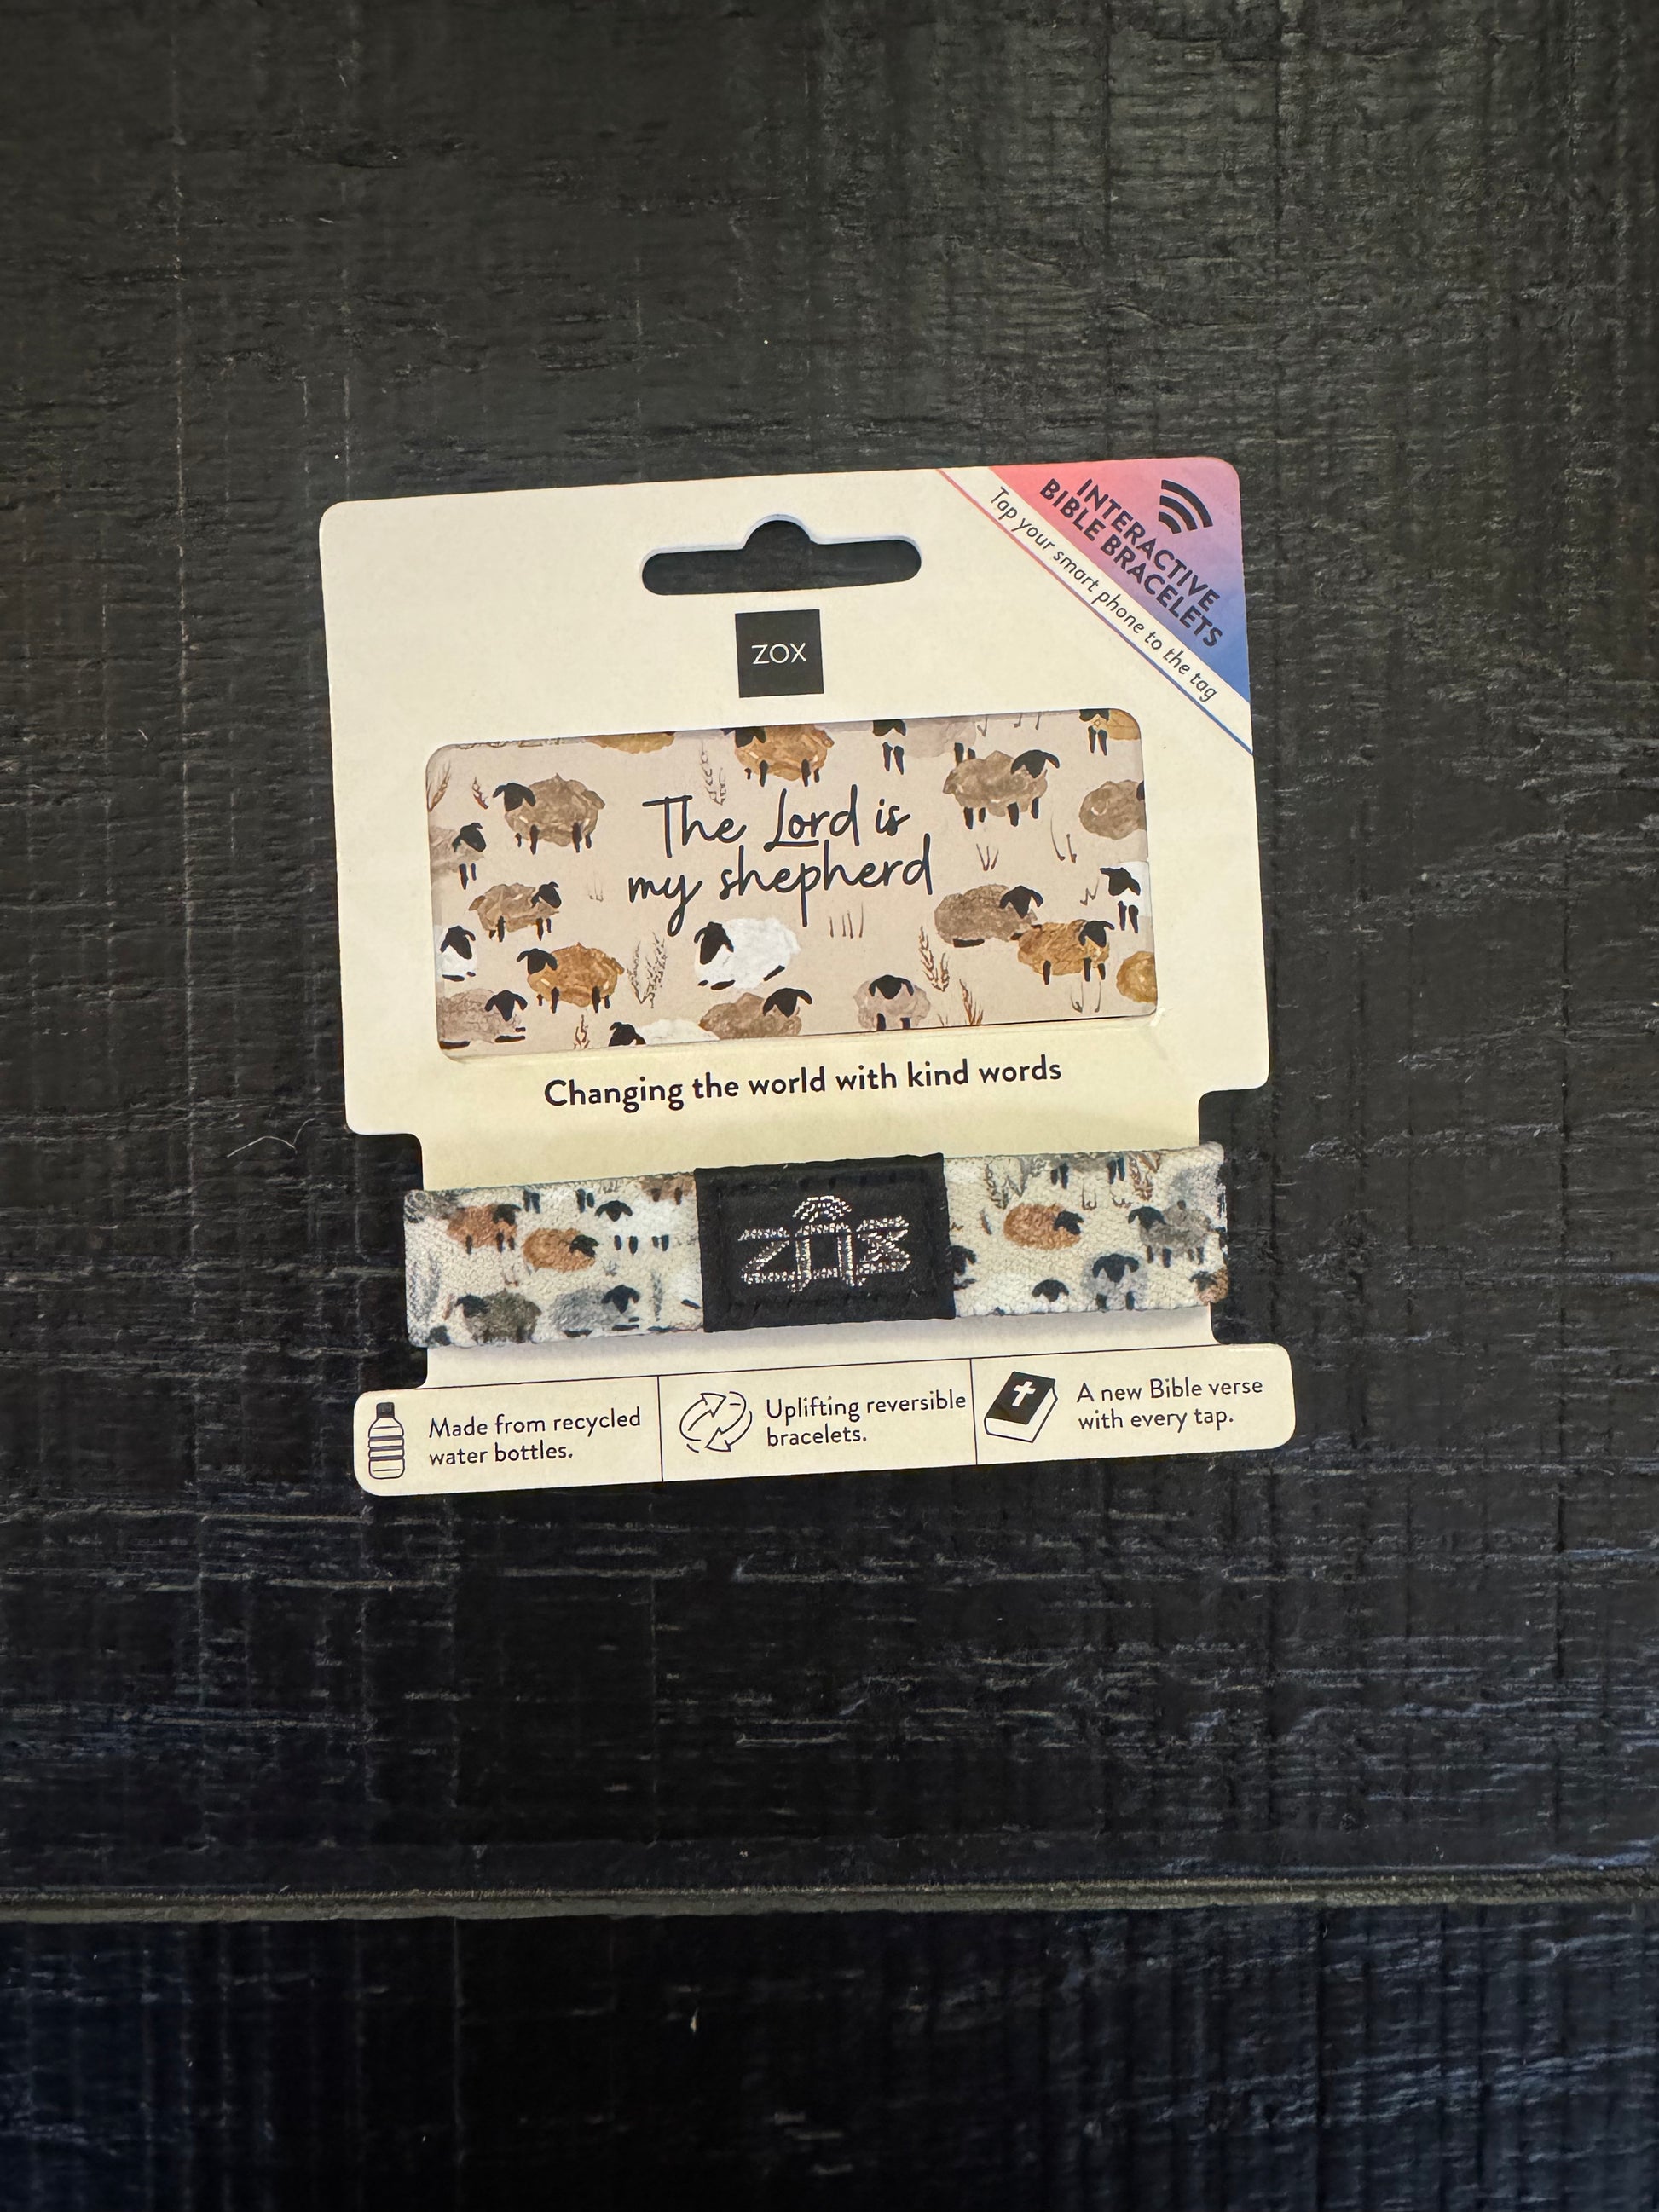 INTERACTIVE
BIBLE BRACELETS
Tap your smart phone to the tag
ZOX
The Lord is
my shepherd
Changing the world with kind words
ZOX
Made from recycled
water bottles.
Uplifting reversible
bracelets.
A new Bible verse
with every tap.